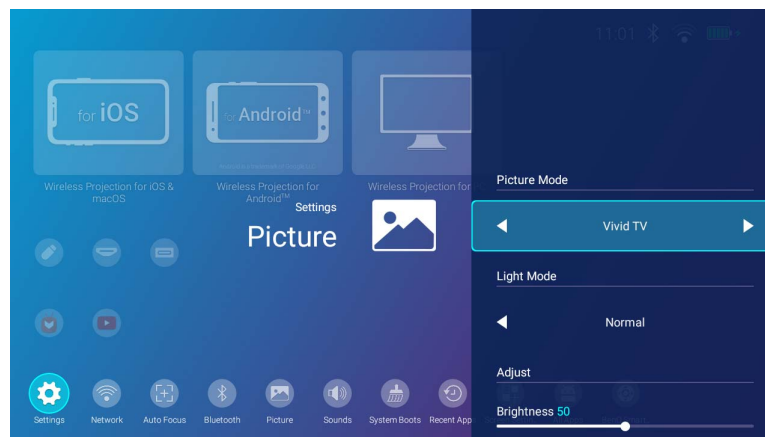 11:01
for iOS
for Android™
Wireless Projection for iOS &
macOS
Wireless Projection for
Android™
Wireless Projection for
Settings
Picture
Picture Mode
Vivid TV
Light Mode
Normal
Adjust
Brightness 50
Settings
Network
Auto Focus
Bluetooth
Picture
Sounds
System Boots
Recent App